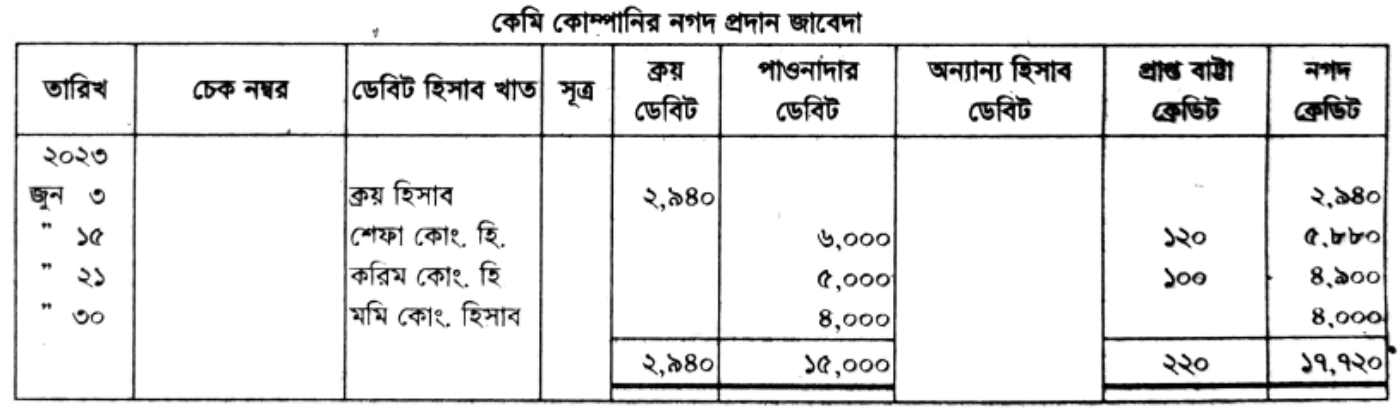 কেমি কোম্পানির নগদ প্রদান জাবেদা
তারিখ চেক নম্বর ডেবিট হিসাব খাত সূত্র ক্রয় ডেবিট পাওনাদার ডেবিট অন্যান্য হিসাব ডেবিট প্রাপ্ত বাট্টা ক্রেডিট নগদ ক্রেডিট
২০২৩
জুন ৩ ক্রয় হিসাব ২,৯৪০ ২,৯৪০
" ১৫ শেফা কোং. হি. ৬,০০০ ১২০ ৫,৮৮০
" ২১ করিম কোং. হি ৫,০০০ ১০০ ৪,৯০০
" ৩০ মমি কোং. হিসাব ৪,০০০ ৪,০০০
২,৯৪০ ১৫,০০০ ২২০ ১৭,৭২০